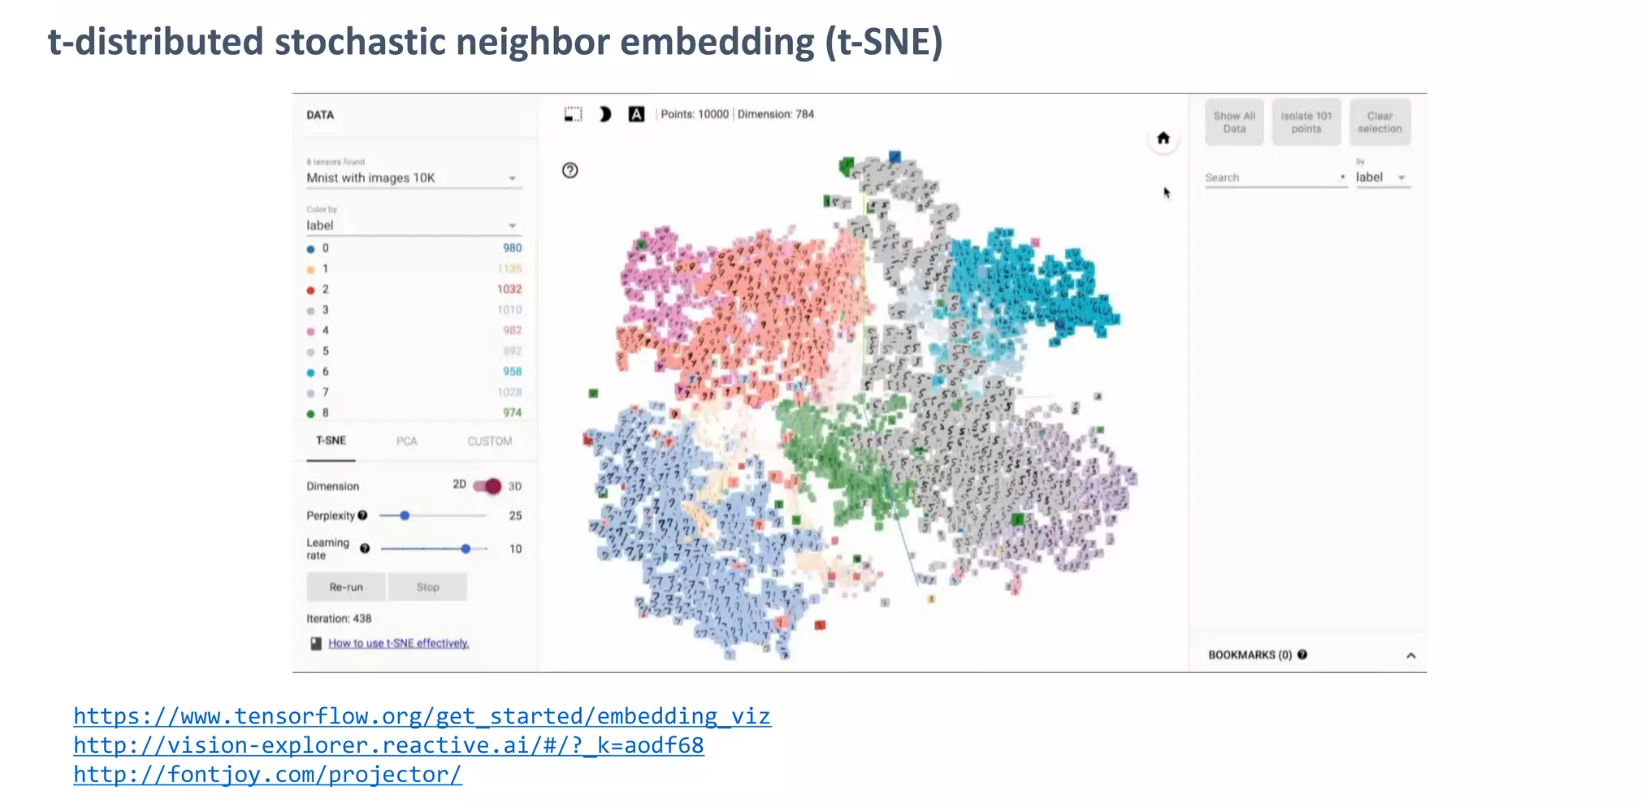 t-distributed stochastic neighbor embedding (t-SNE)
DATA
8 tensors found
Mnist with images 10K
Color by
label
0 980
1 1135
2 1032
3 1010
4 982
5 892
6 958
7 1028
8 974
T-SNE PCA CUSTOM
Dimension 2D 3D
Perplexity 25
Learning rate 10
Re-run Stop
Iteration: 438
How to use t-SNE effectively.
A Points: 10000 Dimension: 784
Show All Data
Isolate 101 points
Clear selection
by
Search label
BOOKMARKS (0)
https://www.tensorflow.org/get_started/embedding_viz
http://vision-explorer.reactive.ai/#/?_k=aodf68
http://fontjoy.com/projector/